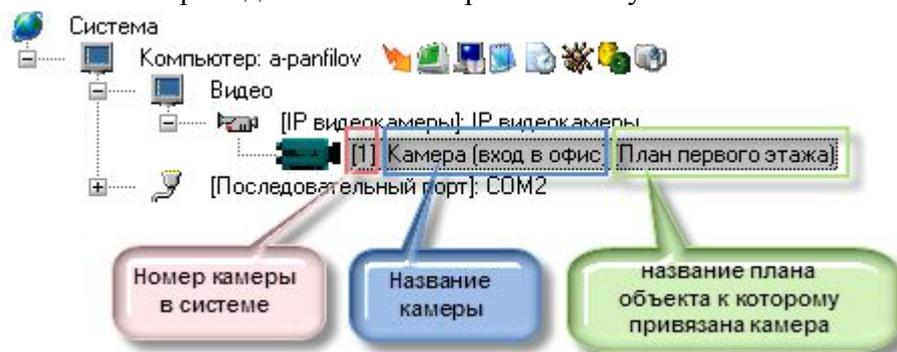 Система
Компьютер: a-panfilov
Видео
[IP видеокамеры]: IP видеокамеры
[1] Камера (вход в офис) (План первого этажа)
[Последовательный порт]: COM2
Номер камеры
в системе
Название
камеры
название плана
объекта к которому
привязана камера